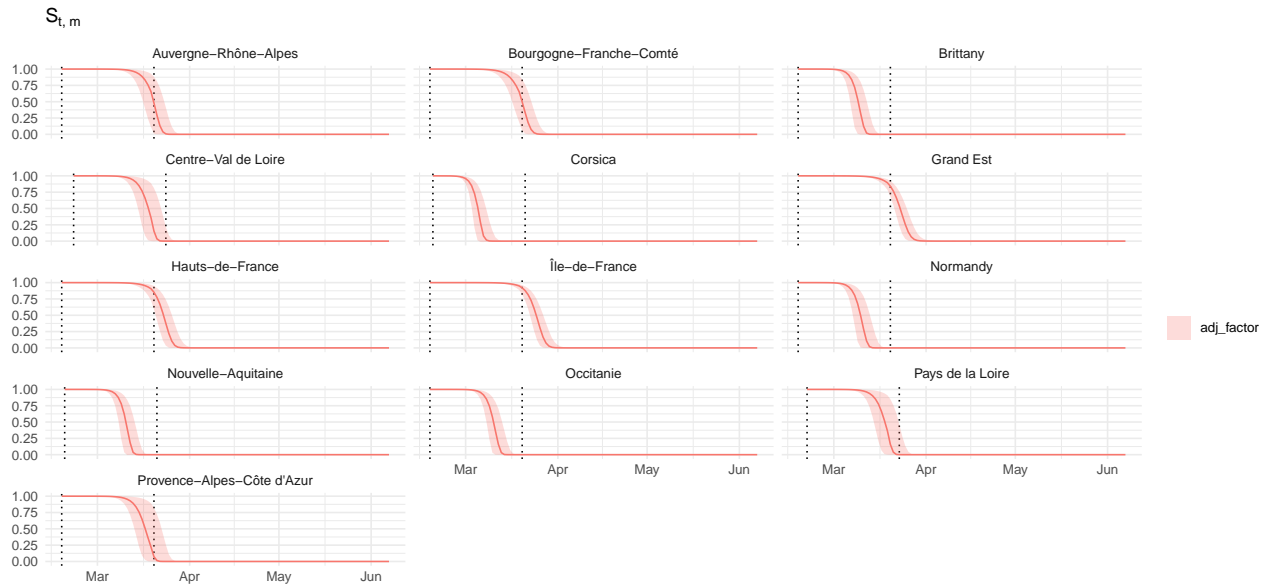 S t, m
Auvergne−Rhône−Alpes Bourgogne−Franche−Comté Brittany
1.00
0.75
0.50
0.25
0.00
Centre−Val de Loire Corsica Grand Est
1.00
0.75
0.50
0.25
0.00
Hauts−de−France Île−de−France Normandy
1.00
0.75
0.50
0.25
0.00
adj_factor
Nouvelle−Aquitaine Occitanie Pays de la Loire
1.00
0.75
0.50
0.25
0.00
Mar Apr May Jun Mar Apr May Jun
Provence−Alpes−Côte d'Azur
1.00
0.75
0.50
0.25
0.00
Mar Apr May Jun